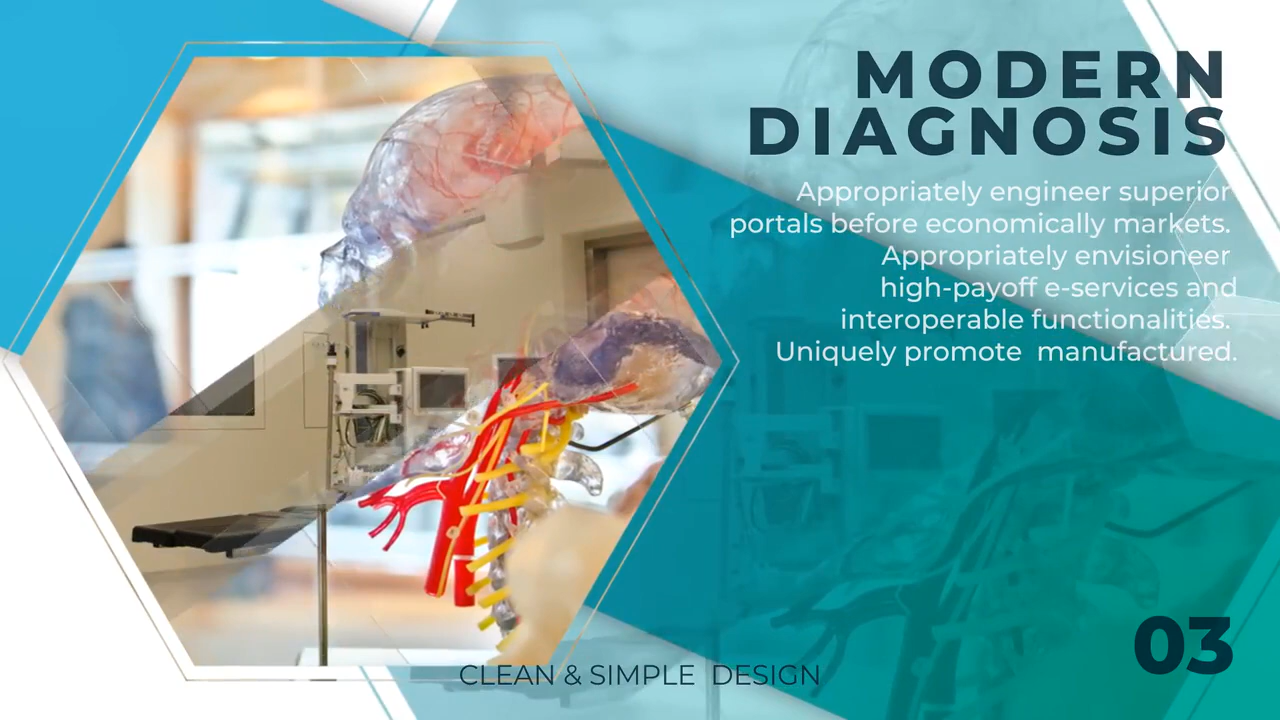 MODERN
DIAGNOSIS
Appropriately engineer superior
portals before economically markets.
Appropriately envisioneer
high-payoff e-services and
interoperable functionalities.
Uniquely promote  manufactured.
03
CLEAN & SIMPLE  DESIGN